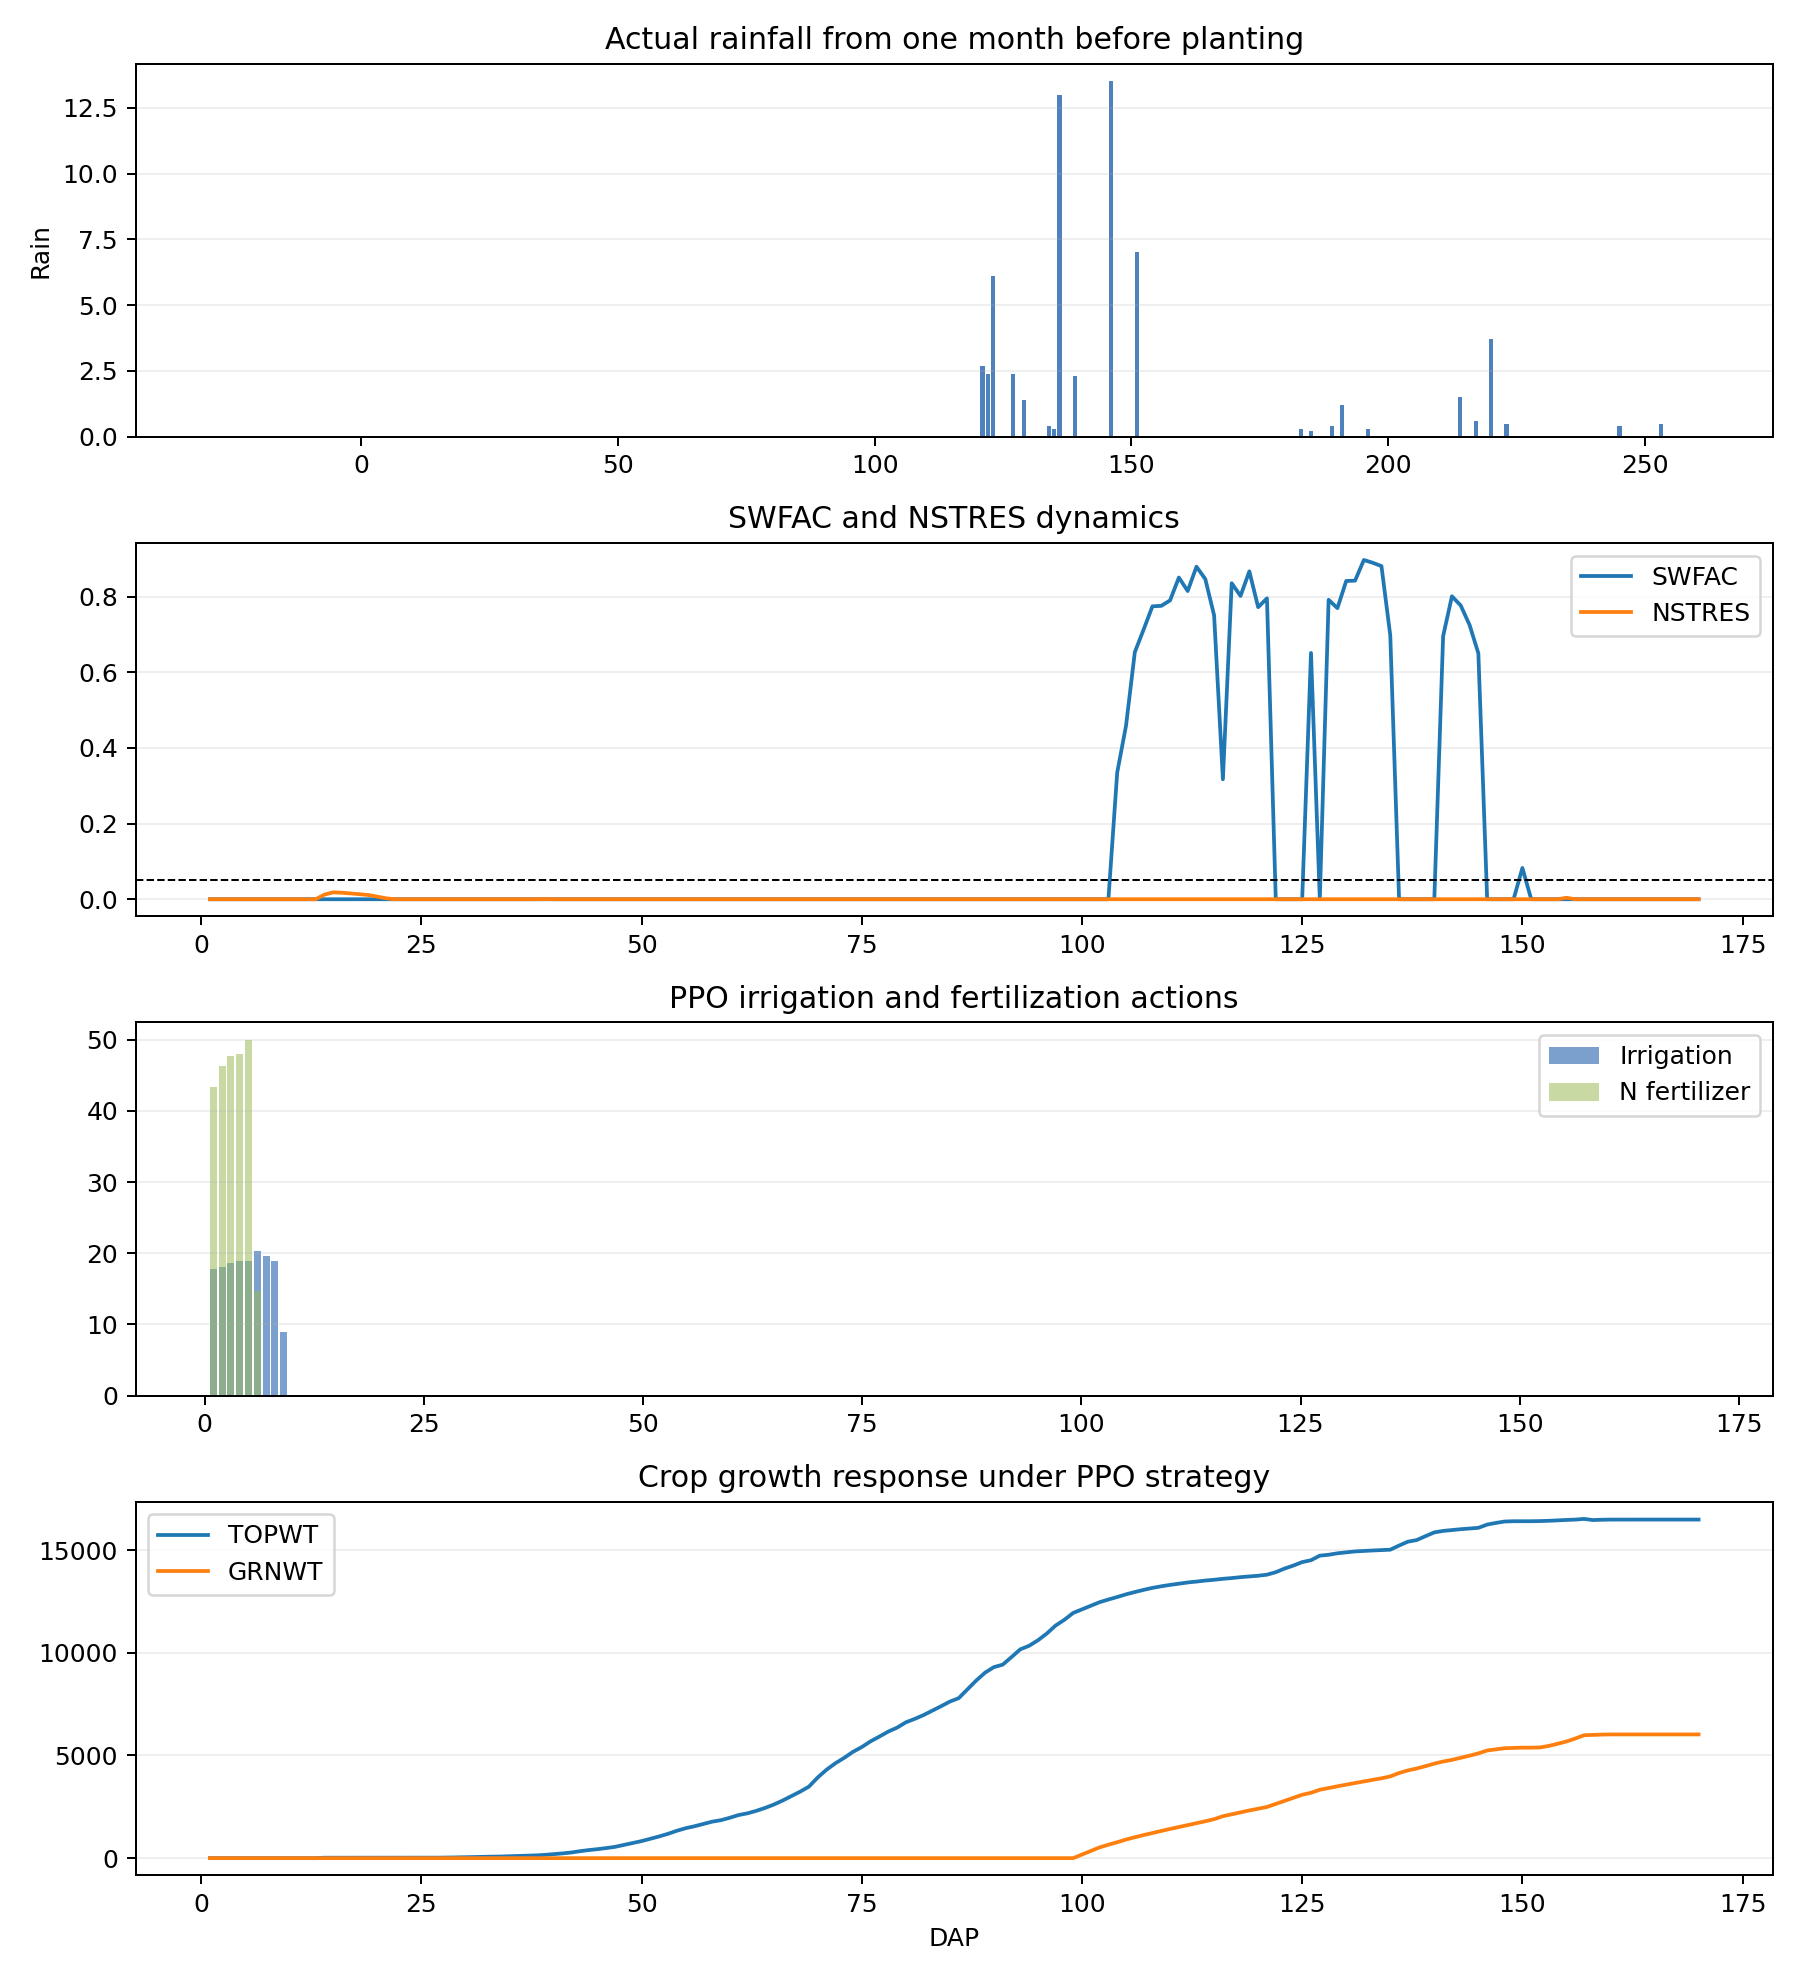 Actual rainfall from one month before planting
12.5
10.0
7.5
5.0
2.5
0.0
Rain
0 50 100 150 200 250
SWFAC and NSTRES dynamics
SWFAC
NSTRES
0.8
0.6
0.4
0.2
0.0
0 25 50 75 100 125 150 175
PPO irrigation and fertilization actions
Irrigation
N fertilizer
50
40
30
20
10
0
0 25 50 75 100 125 150 175
Crop growth response under PPO strategy
TOPWT
GRNWT
15000
10000
5000
0
0 25 50 75 100 125 150 175
DAP